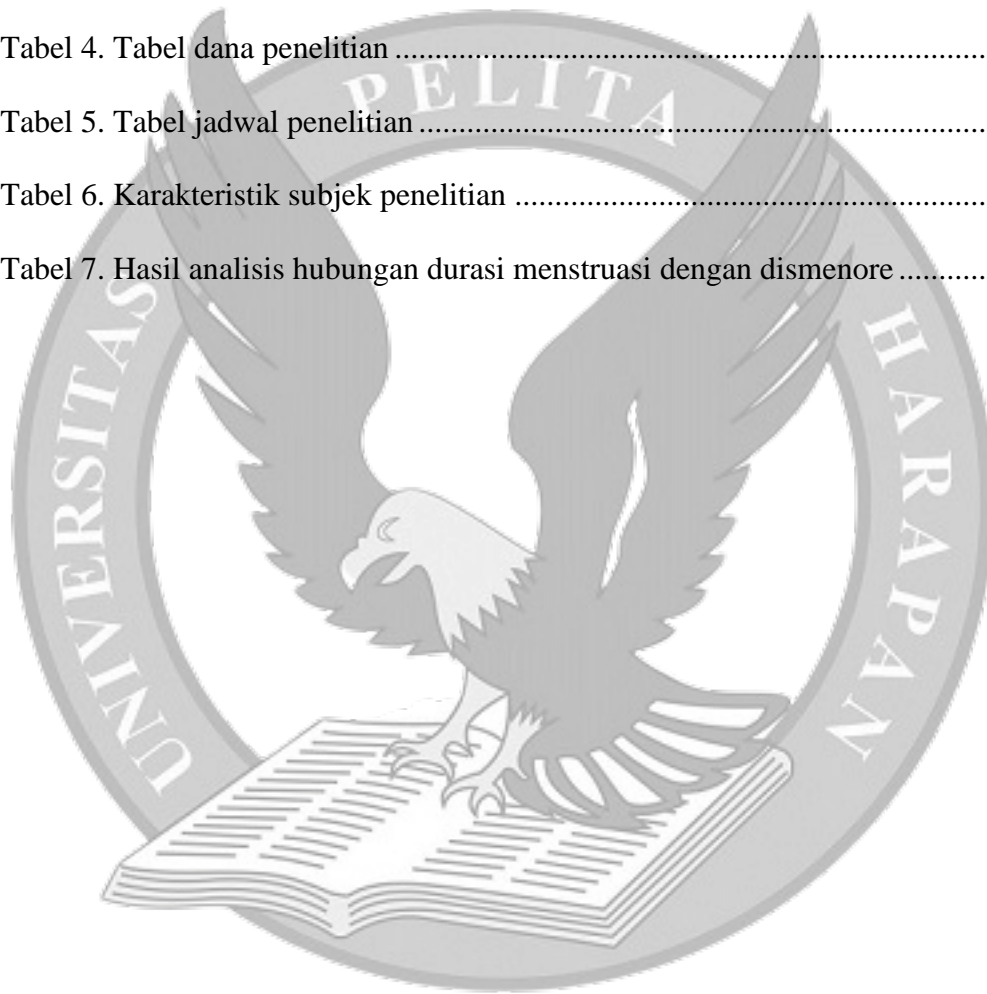 Tabel 4. Tabel dana penelitian ..........................................................................
Tabel 5. Tabel jadwal penelitian .......................................................................
Tabel 6. Karakteristik subjek penelitian ...........................................................
Tabel 7. Hasil analisis hubungan durasi menstruasi dengan dismenore ...........
UNIVERSITAS PELITA HARAPAN